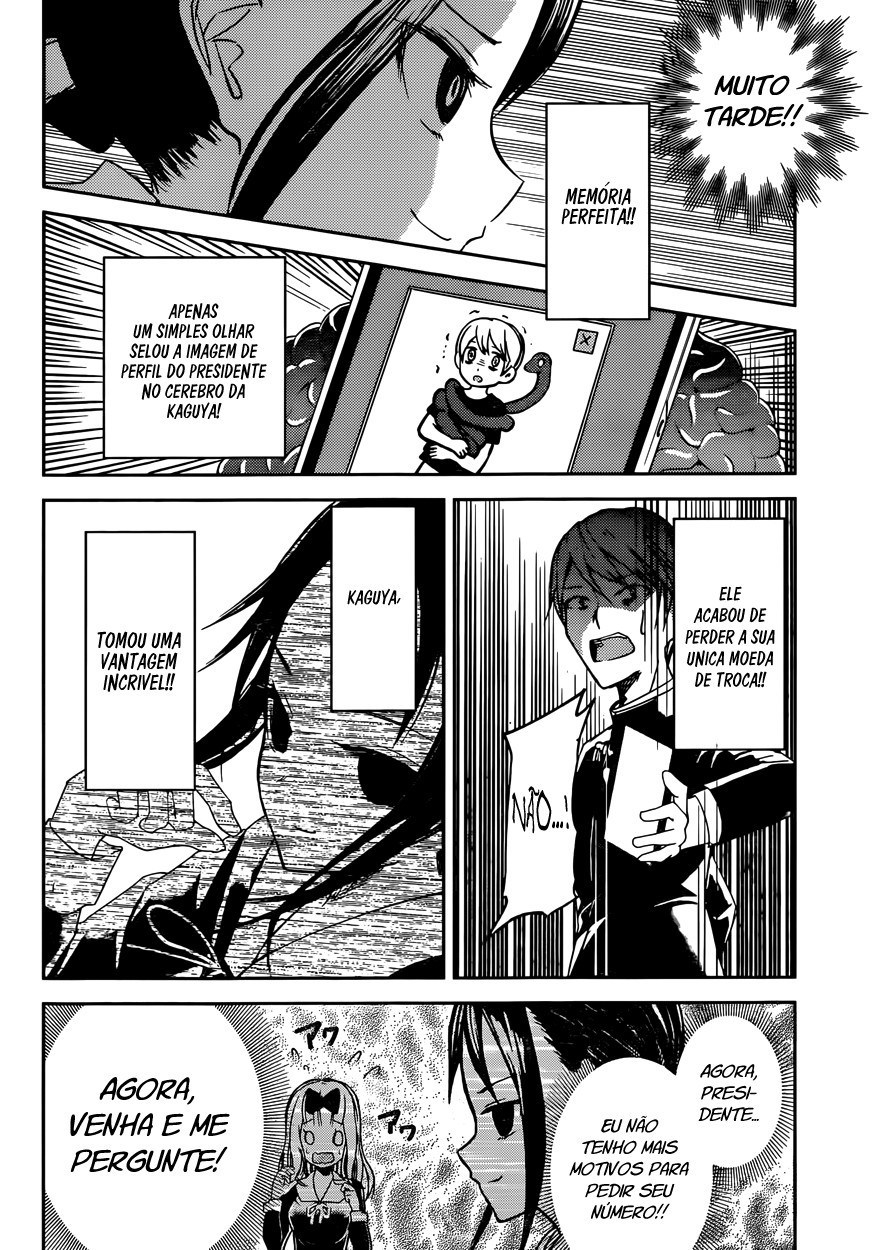 MUITO
TARDE!!
MEMÓRIA
PERFEITA!!
APENAS
UM SIMPLES OLHAR
SELOU A IMAGEM DE
PERFIL DO PRESIDENTE
NO CEREBRO DA
KAGUYA!
ELE
ACABOU DE
PERDER A SUA
UNICA MOEDA
DE TROCA!!
NÃO...!
KAGUYA,
TOMOU UMA
VANTAGEM
INCRIVEL!!
AGORA,
PRESI-
DENTE...
EU NÃO
TENHO MAIS
MOTIVOS PARA
PEDIR SEU
NÚMERO!!
アワ
アワ
AGORA,
VENHA E ME
PERGUNTE!